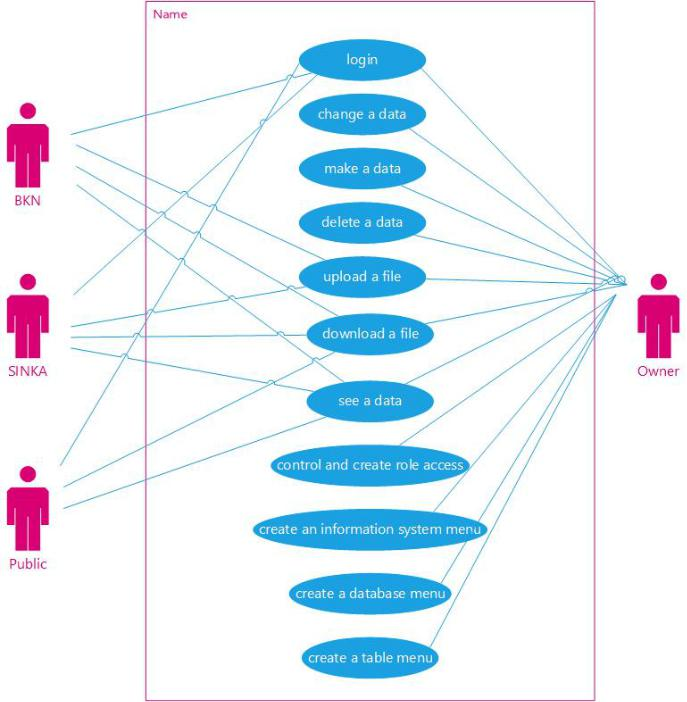 Name
login
change a data
make a data
delete a data
upload a file
download a file
see a data
control and create role access
create an information system menu
create a database menu
create a table menu
BKN
SINKA
Public
Owner